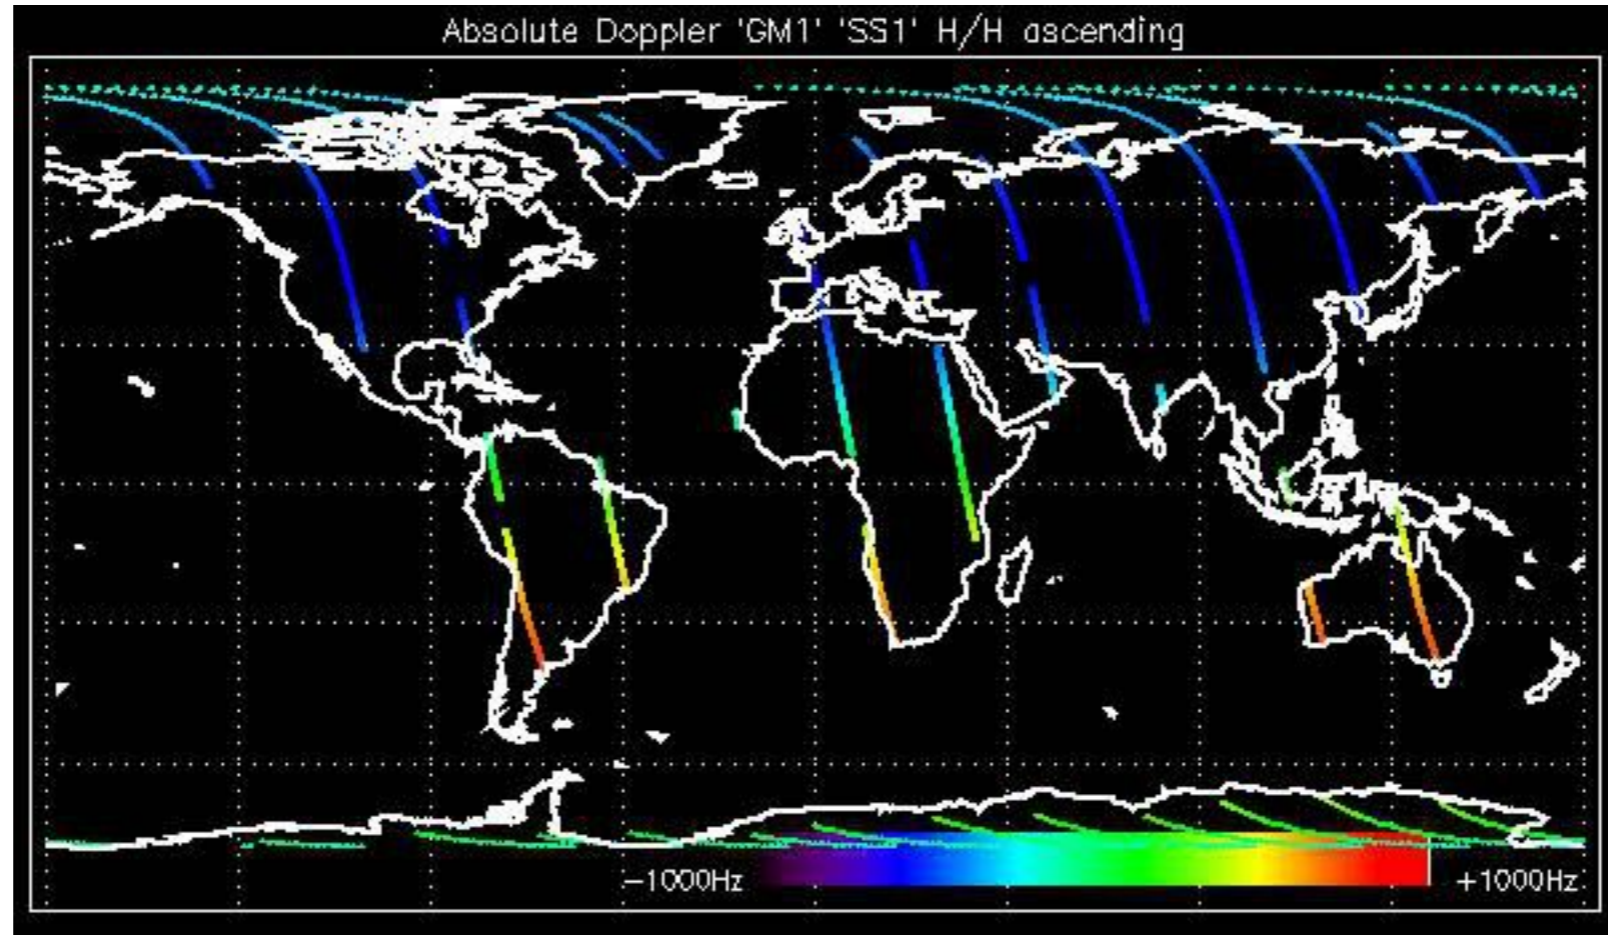 Absolute Doppler 'GM1' 'SS1' H/H ascending
−1000Hz +1000Hz